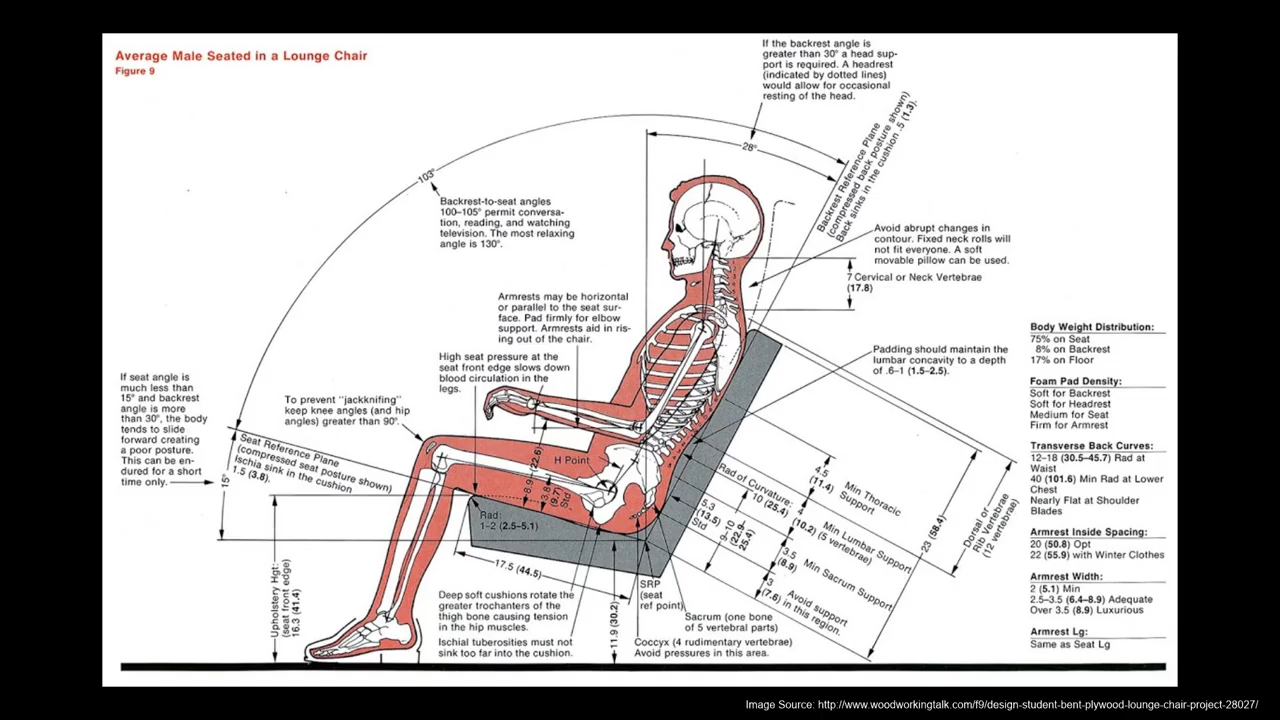 Average Male Seated in a Lounge Chair
Figure 9
If the backrest angle is
greater than 30° a head sup-
port is required. A headrest
(indicated by dotted lines)
would allow for occasional
resting of the head.
28°
Backrest Reference Plane
(compressed back posture shown)
Back sinks in the cushion .5 (1.3).
103°
Backrest-to-seat angles
100–105° permit conversa-
tion, reading, and watching
television. The most relaxing
angle is 130°.
Avoid abrupt changes in
contour. Fixed neck rolls will
not fit everyone. A soft
movable pillow can be used.
7 Cervical or Neck Vertebrae
(17.8)
Armrests may be horizontal
or parallel to the seat sur-
face. Pad firmly for elbow
support. Armrests aid in ris-
ing out of the chair.
High seat pressure at the
seat front edge slows down
blood circulation in the
legs.
Padding should maintain the
lumbar concavity to a depth
of .6–1 (1.5–2.5).
If seat angle is
much less than
15° and backrest
angle is more
than 30°, the body
tends to slide
forward creating
a poor posture.
This can be en-
dured for a short
time only.
To prevent "jackknifing"
keep knee angles (and hip
angles) greater than 90°.
Seat Reference Plane
(compressed seat posture shown)
Ischia sink in the cushion
1.5 (3.8).
15°
H Point
8.9 (22.6)
3.8
(9.7)
Std
Rad:
1–2 (2.5–5.1)
17.5 (44.5)
Upholstery Hgt:
(seat front edge)
16.3 (41.4)
11.9 (30.2)
SRP
(seat
ref point)
Deep soft cushions rotate the
greater trochanters of the
thigh bone causing tension
in the hip muscles.
Ischial tuberosities must not
sink too far into the cushion.
Sacrum (one bone
of 5 vertebral parts)
Coccyx (4 rudimentary vertebrae)
Avoid pressures in this area.
Rad of Curvature:
10 (25.4)
5.3
(13.5)
Std
9–10
(22.9–
25.4)
4.5
(11.4)
Min Thoracic
Support
4
(10.2)
Min Lumbar Support
(5 vertebrae)
3.5
(8.9)
Min Sacrum Support
3
(7.6)
Avoid support
in this region.
23 (58.4)
Dorsal or
Rib Vertebrae
(12 vertebrae)
Body Weight Distribution:
75% on Seat
8% on Backrest
17% on Floor
Foam Pad Density:
Soft for Backrest
Soft for Headrest
Medium for Seat
Firm for Armrest
Transverse Back Curves:
12–18 (30.5–45.7) Rad at
Waist
40 (101.6) Min Rad at Lower
Chest
Nearly Flat at Shoulder
Blades
Armrest Inside Spacing:
20 (50.8) Opt
22 (55.9) with Winter Clothes
Armrest Width:
2 (5.1) Min
2.5–3.5 (6.4–8.9) Adequate
Over 3.5 (8.9) Luxurious
Armrest Lg:
Same as Seat Lg
Image Source: http://www.woodworkingtalk.com/f9/design-student-bent-plywood-lounge-chair-project-28027/